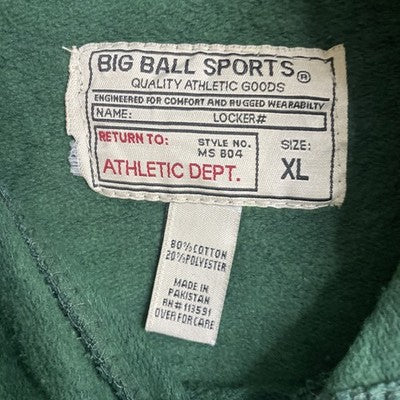 BIG BALL SPORTS®
QUALITY ATHLETIC GOODS
ENGINEERED FOR COMFORT AND RUGGED WEARABILTY
NAME: LOCKER#
RETURN TO: STYLE NO. SIZE:
MS 804 XL
ATHLETIC DEPT.
80%COTTON
20%POLYESTER
MADE IN
PAKISTAN
RN# 113591
OVER FOR CARE